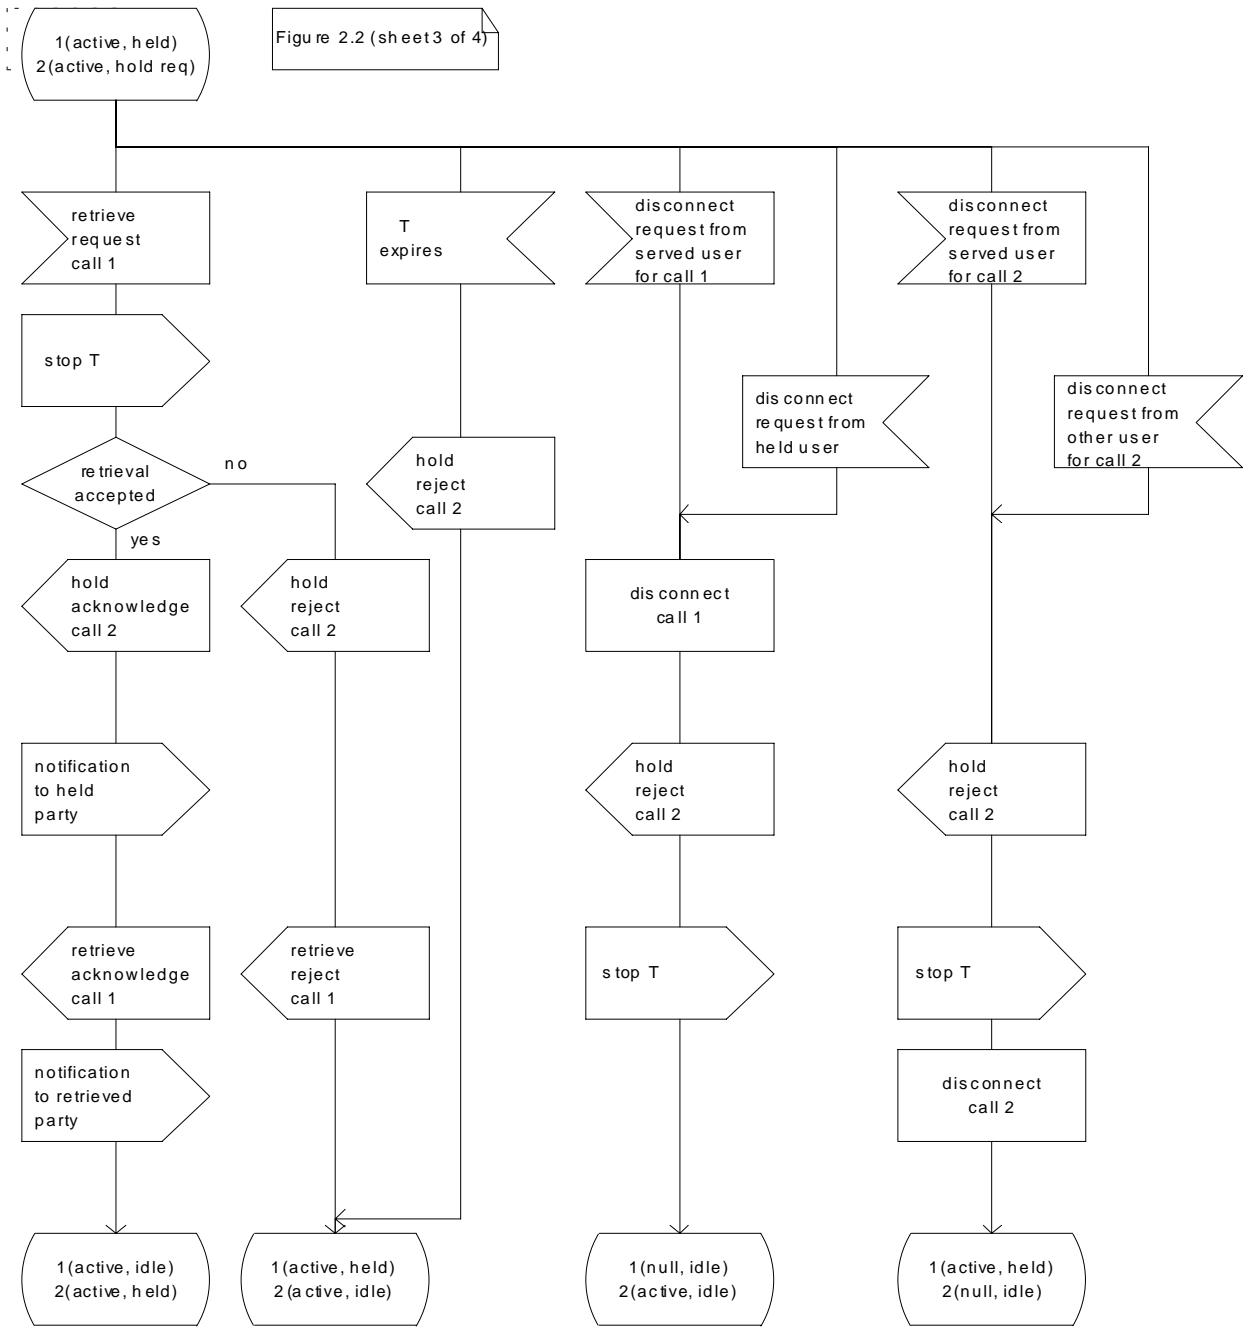 1(active, held)
2(active, hold req)
Figure 2.2 (sheet 3 of 4)
retrieve
request
call 1
T
expires
disconnect
request from
served user
for call 1
disconnect
request from
served user
for call 2
stop T
disconnect
request from
held user
disconnect
request from
other user
for call 2
retrieval
accepted
no
yes
hold
reject
call 2
hold
acknowledge
call 2
hold
reject
call 2
disconnect
call 1
notification
to held
party
hold
reject
call 2
hold
reject
call 2
retrieve
acknowledge
call 1
retrieve
reject
call 1
stop T
stop T
notification
to retrieved
party
disconnect
call 2
1(active, idle)
2(active, held)
1(active, held)
2(active, idle)
1(null, idle)
2(active, idle)
1(active, held)
2(null, idle)